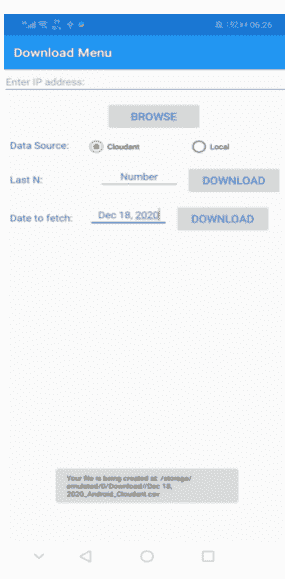 06:26
Download Menu
Enter IP address:
BROWSE
Data Source: Cloudant Local
Last N: Number DOWNLOAD
Date to fetch: Dec 18, 2020 DOWNLOAD
Your file is being created at: /storage/
emulated/0/Download//Dec 18,
2020_Android_Cloudant.csv